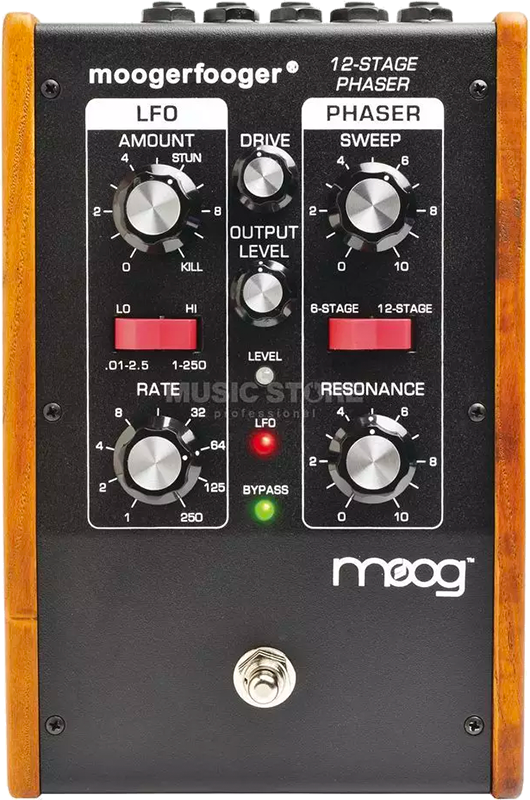 moogerfooger®
12-STAGE
PHASER
LFO
PHASER
AMOUNT
DRIVE
SWEEP
4
STUN
4
6
2
8
2
8
0
KILL
0
10
OUTPUT
LEVEL
LO
HI
6-STAGE
12-STAGE
.01-2.5
1-250
LEVEL
MUSIC STORE
professional
RATE
RESONANCE
8
32
LFO
4
6
4
64
2
8
2
125
BYPASS
1
250
0
10
moog™